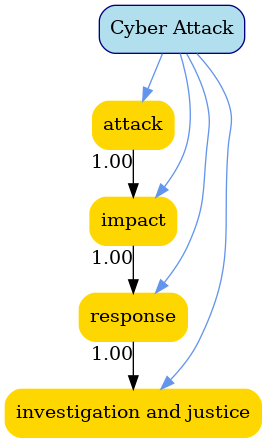 Cyber Attack
attack
1.00
impact
1.00
response
1.00
investigation and justice